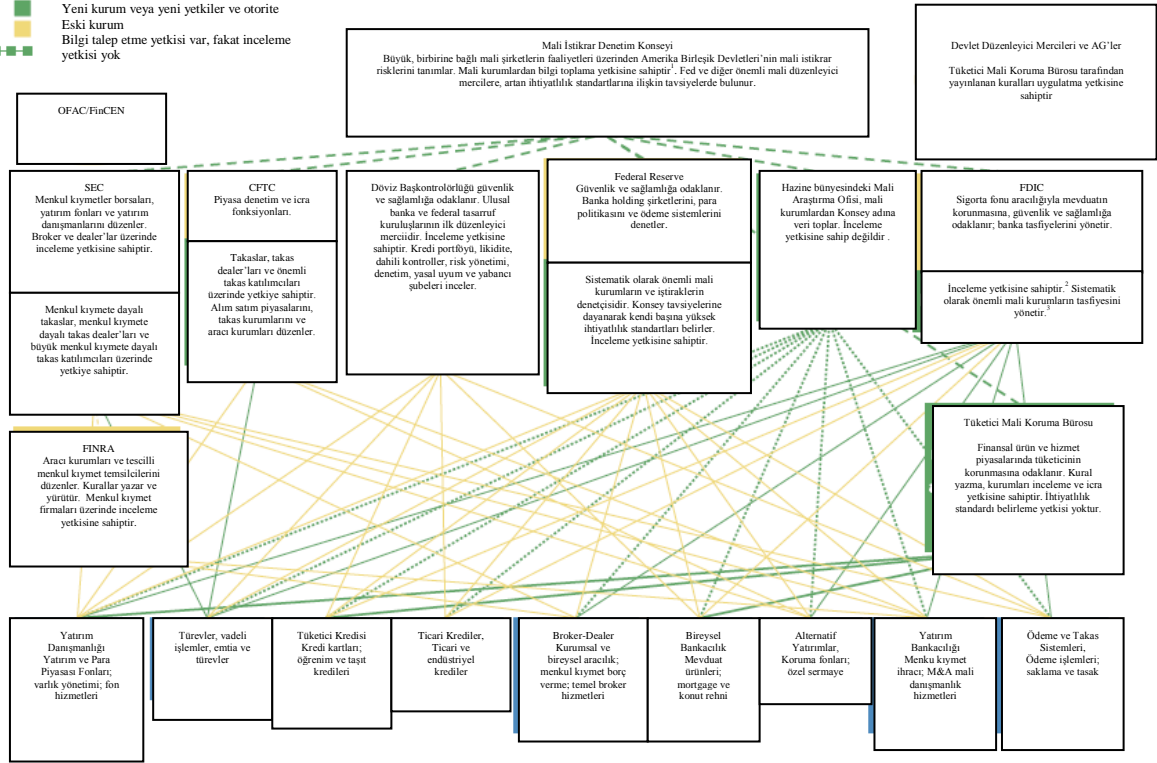 Yeni kurum veya yeni yetkiler ve otorite
Eski kurum
Bilgi talep etme yetkisi var, fakat inceleme
yetkisi yok
Mali İstikrar Denetim Konseyi
Büyük, birbirine bağlı mali şirketlerin faaliyetleri üzerinden Amerika Birleşik Devletleri'nin mali istikrar
risklerini tanımlar. Mali kurumlardan bilgi toplama yetkisine sahiptir¹. Fed ve diğer önemli mali düzenleyici
mercilere, artan ihtiyatlılık standartlarına ilişkin tavsiyelerde bulunur.
Devlet Düzenleyici Mercileri ve AG'ler
Tüketici Mali Koruma Bürosu tarafından
yayınlanan kuralları uygulatma yetkisine
sahiptir
OFAC/FinCEN
SEC
Menkul kıymetler borsaları,
yatırım fonları ve yatırım
danışmanlarını düzenler.
Broker ve dealer'lar üzerinde
inceleme yetkisine sahiptir.
Menkul kıymete dayalı
takaslar, menkul kıymete
dayalı takas dealer'ları ve
büyük menkul kıymete dayalı
takas katılımcıları üzerinde
yetkiye sahiptir.
CFTC
Piyasa denetim ve icra
fonksiyonları.
Takaslar, takas
dealer'ları ve önemli
takas katılımcıları
üzerinde yetkiye sahiptir.
Alım satım piyasalarını,
takas kurumlarını ve
aracı kurumları düzenler.
Döviz Başkontrolörlüğü güvenlik
ve sağlamlığa odaklanır. Ulusal
banka ve federal tasarruf
kuruluşlarının ilk düzenleyici
merciidir. İnceleme yetkisine
sahiptir. Kredi portföyü, likidite,
dahili kontroller, risk yönetimi,
denetim, yasal uyum ve yabancı
şubeleri inceler.
Federal Reserve
Güvenlik ve sağlamlığa odaklanır.
Banka holding şirketlerini, para
politikasını ve ödeme sistemlerini
denetler.
Sistematik olarak önemli mali
kurumların ve iştiraklerin
denetçisidir. Konsey tavsiyelerine
dayanarak kendi başına yüksek
ihtiyatlılık standartları belirler.
İnceleme yetkisine sahiptir.
Hazine bünyesindeki Mali
Araştırma Ofisi, mali
kurumlardan Konsey adına
veri toplar. İnceleme
yetkisine sahip değildir .
FDIC
Sigorta fonu aracılığıyla mevduatın
korunmasına, güvenlik ve sağlamlığa
odaklanır; banka tasfiyelerini yönetir.
İnceleme yetkisine sahiptir.² Sistematik
olarak önemli mali kurumların tasfiyesini
yönetir.³
FINRA
Aracı kurumları ve tescilli
menkul kıymet temsilcilerini
düzenler. Kurallar yazar ve
yürütür. Menkul kıymet
firmaları üzerinde inceleme
yetkisine sahiptir.
Tüketici Mali Koruma Bürosu
Finansal ürün ve hizmet
piyasalarında tüketicinin
korunmasına odaklanır. Kural
yazma, kurumları inceleme ve icra
yetkisine sahiptir. İhtiyatlılık
standardı belirleme yetkisi yoktur.
Yatırım
Danışmanlığı
Yatırım ve Para
Piyasası Fonları;
varlık yönetimi; fon
hizmetleri
Türevler, vadeli
işlemler, emtia ve
türevler
Tüketici Kredisi
Kredi kartları;
öğrenim ve taşıt
kredileri
Ticari Krediler,
Ticari ve
endüstriyel
krediler
Broker-Dealer
Kurumsal ve
bireysel aracılık;
menkul kıymet borç
verme; temel broker
hizmetleri
Bireysel
Bankacılık
Mevduat
ürünleri;
mortgage ve
konut rehni
Alternatif
Yatırımlar,
Koruma fonları;
özel sermaye
Yatırım
Bankacılığı
Menku kıymet
ihracı; M&A mali
danışmanlık
hizmetleri
Ödeme ve Takas
Sistemleri,
Ödeme işlemleri;
saklama ve tasak